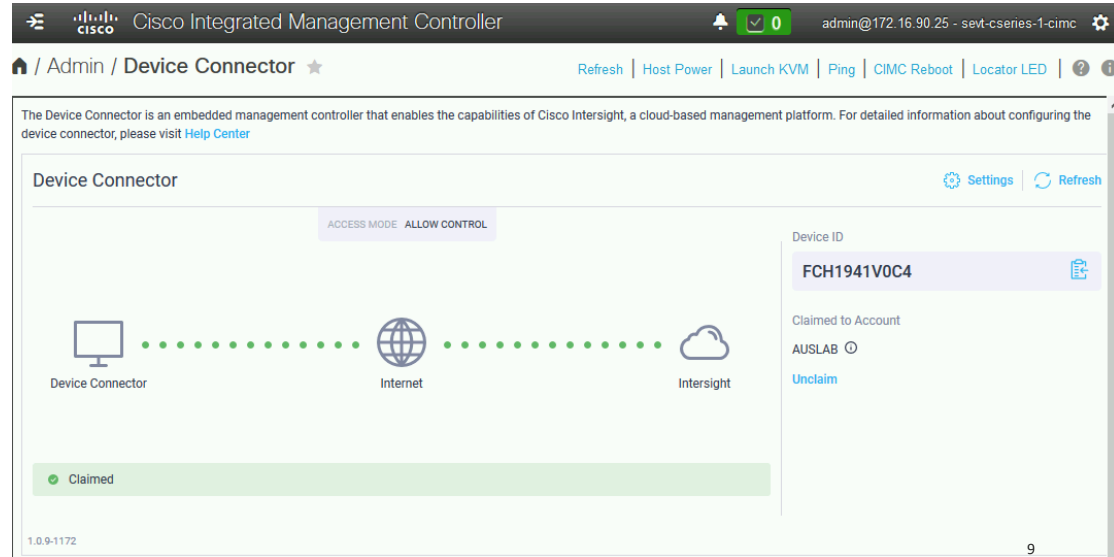 cisco Cisco Integrated Management Controller 0 admin@172.16.90.25 - sevt-cseries-1-cimc
/ Admin / Device Connector Refresh | Host Power | Launch KVM | Ping | CIMC Reboot | Locator LED | ?
The Device Connector is an embedded management controller that enables the capabilities of Cisco Intersight, a cloud-based management platform. For detailed information about configuring the
device connector, please visit Help Center
Device Connector Settings Refresh
ACCESS MODE ALLOW CONTROL
Device ID
FCH1941V0C4
Claimed to Account
AUSLAB
Unclaim
Device Connector Internet Intersight
Claimed
1.0.9-1172
9